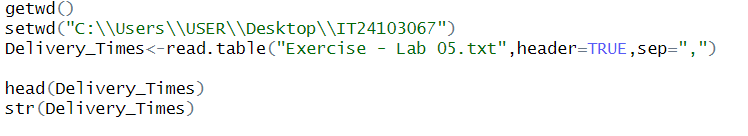 getwd()
setwd("C:\\Users\\USER\\Desktop\\IT24103067")
Delivery_Times<-read.table("Exercise - Lab 05.txt",header=TRUE,sep=",")
head(Delivery_Times)
str(Delivery_Times)